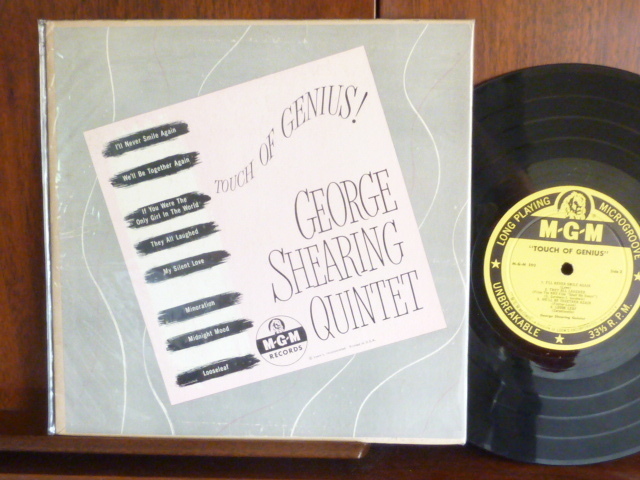 TOUCH OF GENIUS!
I'll Never Smile Again
We'll Be Together Again
If You Were The
Only Girl In The World
They All Laughed
My Silent Love
Minoration
Midnight Mood
Looseleaf
GEORGE
SHEARING
QUINTET
M-G-M
RECORDS
LONG PLAYING MICROGROOVE
M-G-M
"TOUCH OF GENIUS"
UNBREAKABLE
33⅓ R.P.M.